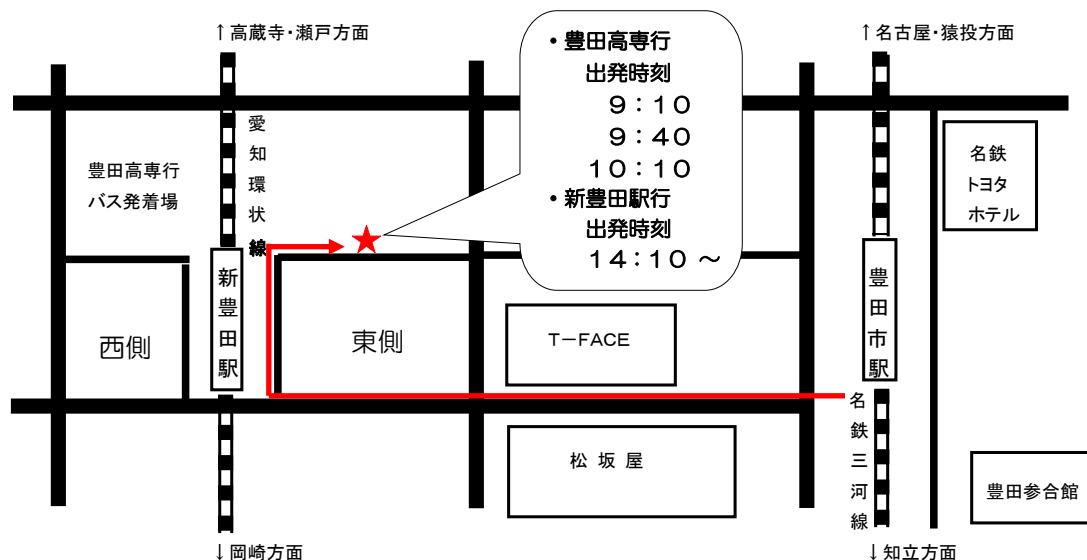 ↑高蔵寺・瀬戸方面
↑名古屋・猿投方面
・豊田高専行
出発時刻
９：１０
９：４０
１０：１０
・新豊田駅行
出発時刻
１４：１０～
愛知環状線
豊田高専行
バス発着場
名鉄
トヨタ
ホテル
新豊田駅
西側
東側
T－FACE
豊田市駅
名鉄三河線
松坂屋
豊田参合館
↓岡崎方面
↓知立方面